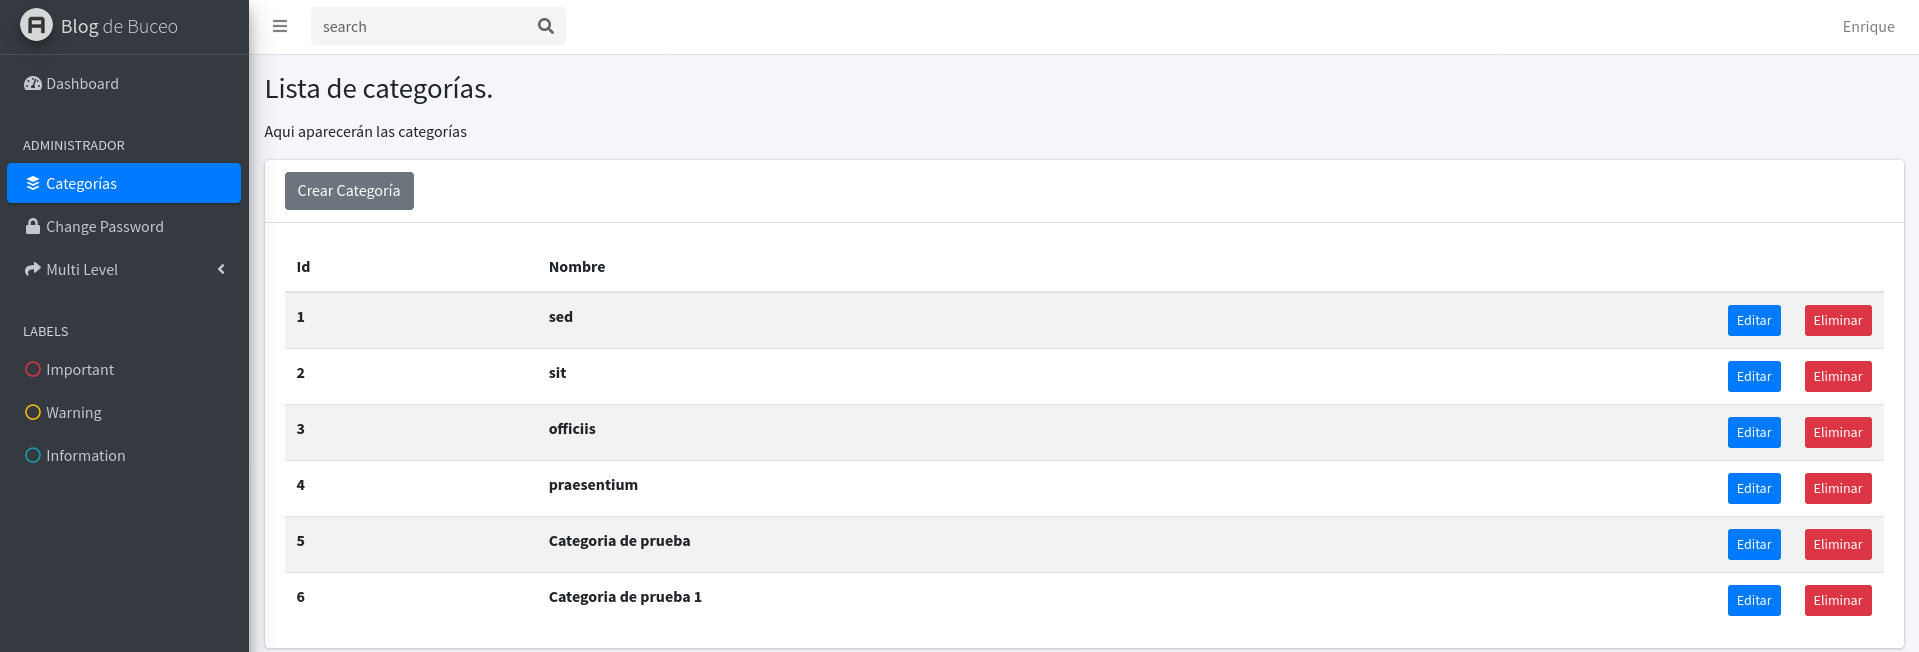 Blog de Buceo
search
Enrique
Dashboard
ADMINISTRADOR
Categorías
Change Password
Multi Level
LABELS
Important
Warning
Information
Lista de categorías.
Aqui aparecerán las categorías
Crear Categoría
Id Nombre
1 sed Editar Eliminar
2 sit Editar Eliminar
3 officiis Editar Eliminar
4 praesentium Editar Eliminar
5 Categoria de prueba Editar Eliminar
6 Categoria de prueba 1 Editar Eliminar